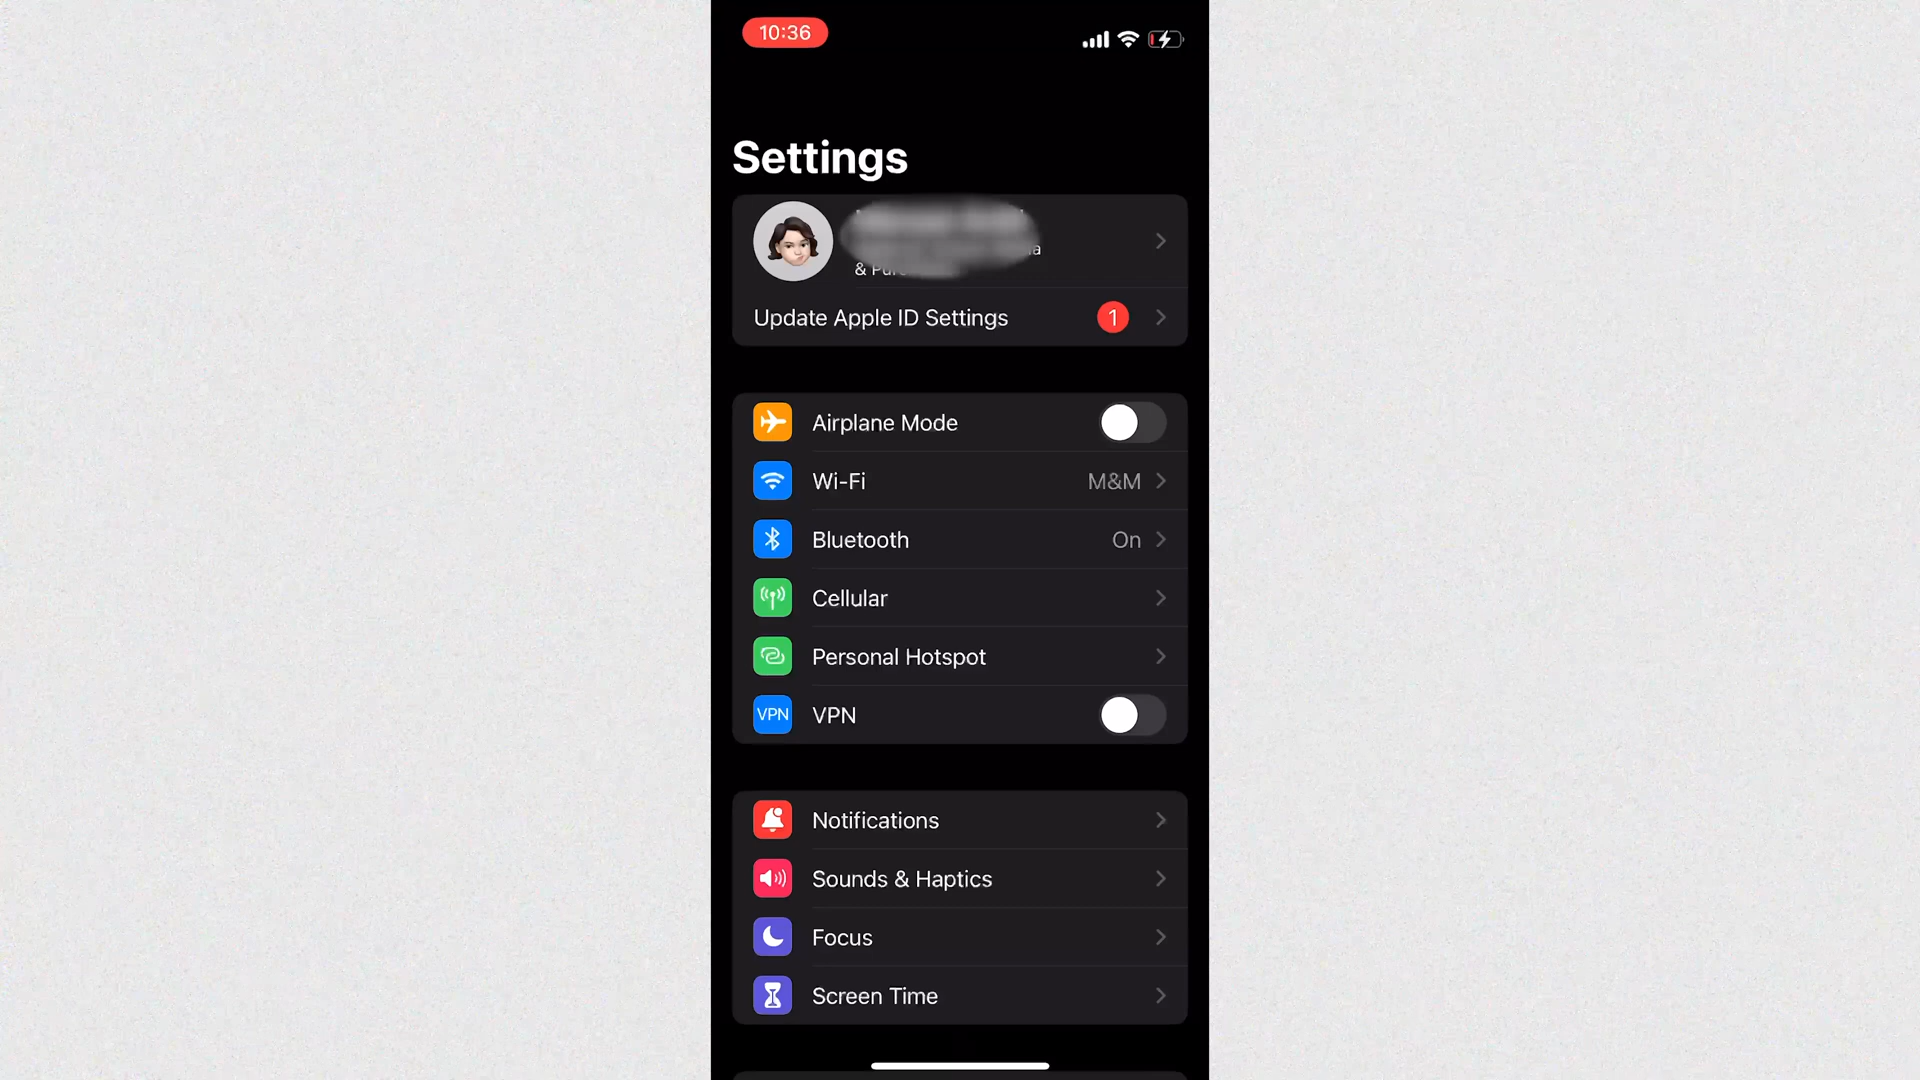 10:36
Settings
& Pur
Update Apple ID Settings 1
Airplane Mode
Wi-Fi M&M
Bluetooth On
Cellular
Personal Hotspot
VPN VPN
Notifications
Sounds & Haptics
Focus
Screen Time